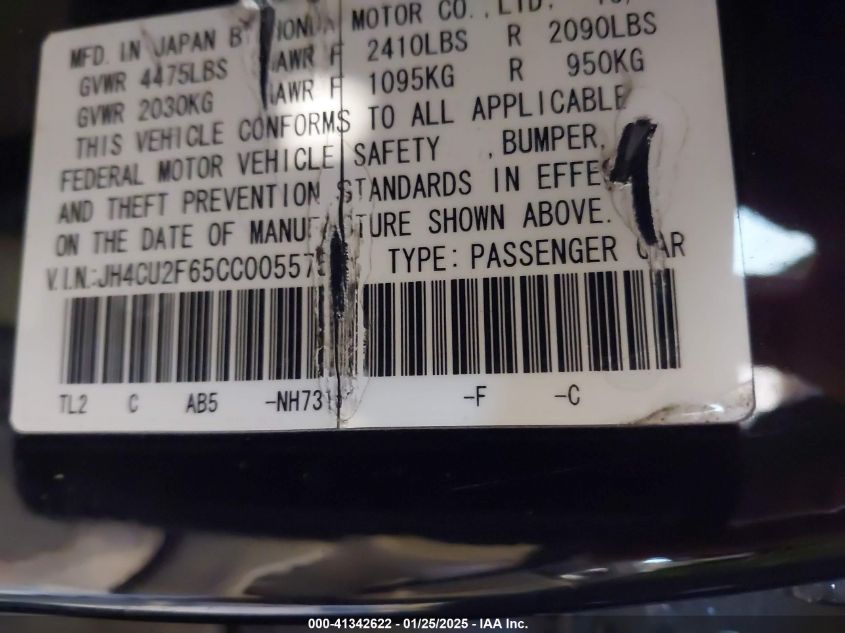 MFD. IN JAPAN B HONDA MOTOR CO., LTD.
GVWR 4475LBS GAWR F 2410LBS R 2090LBS
GVWR 2030KG GAWR F 1095KG R 950KG
THIS VEHICLE CONFORMS TO ALL APPLICABLE
FEDERAL MOTOR VEHICLE SAFETY , BUMPER,
AND THEFT PREVENTION STANDARDS IN EFFE
ON THE DATE OF MANUFACTURE SHOWN ABOVE.
V.I.N.:JH4CU2F65CC00557 TYPE: PASSENGER CAR
TL2 C AB5 -NH731 -F -C
000-41342622 - 01/25/2025 - IAA Inc.